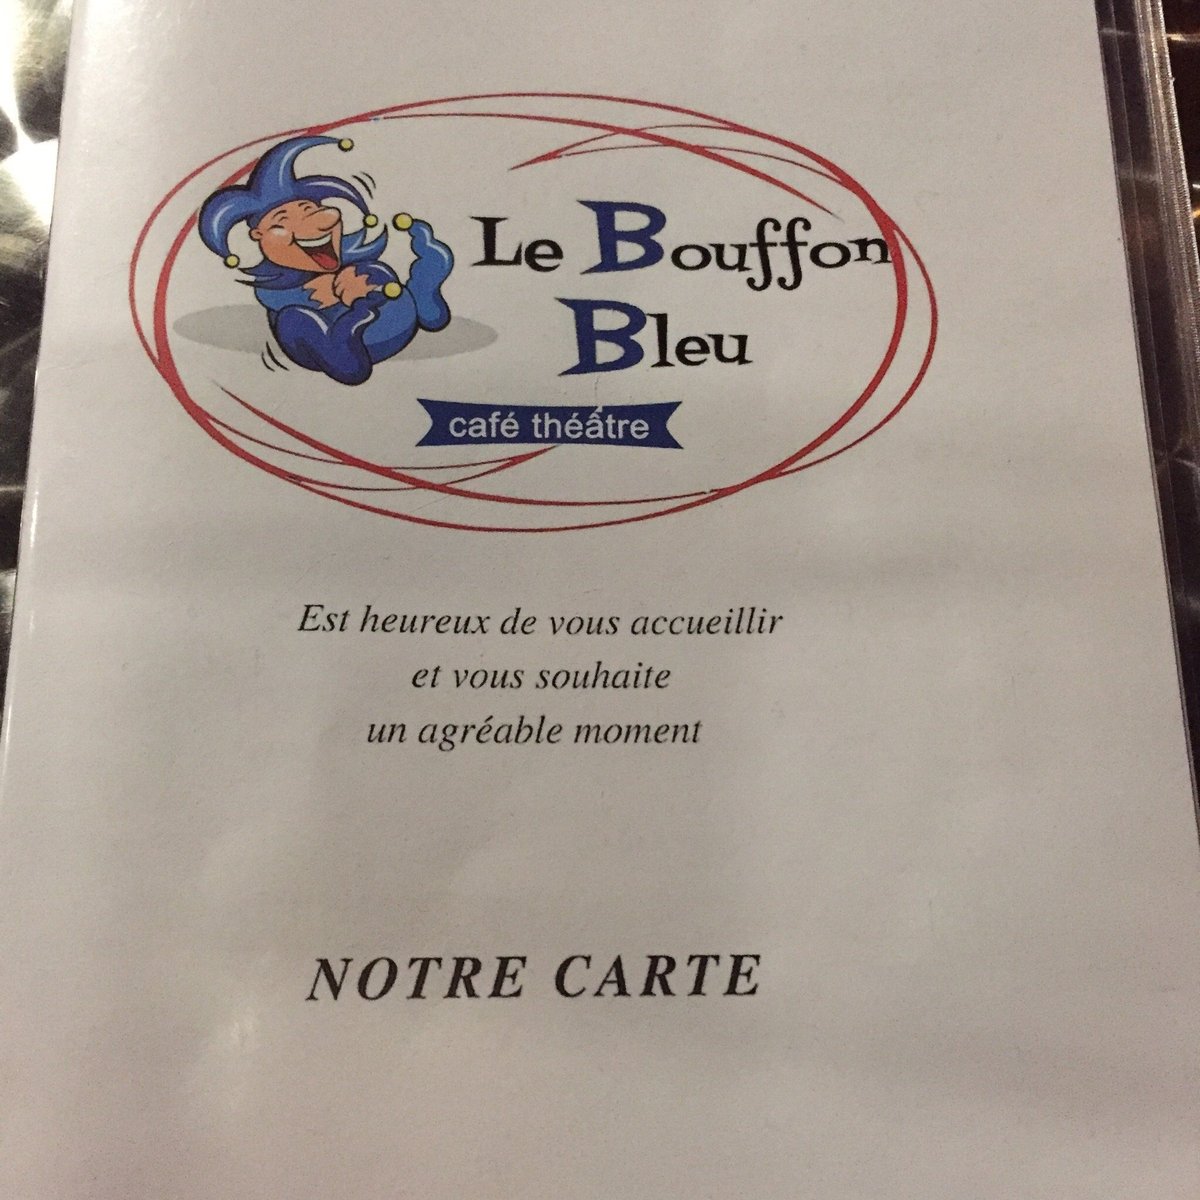 Le Bouffon
Bleu
café théâtre
Est heureux de vous accueillir
et vous souhaite
un agréable moment
NOTRE CARTE